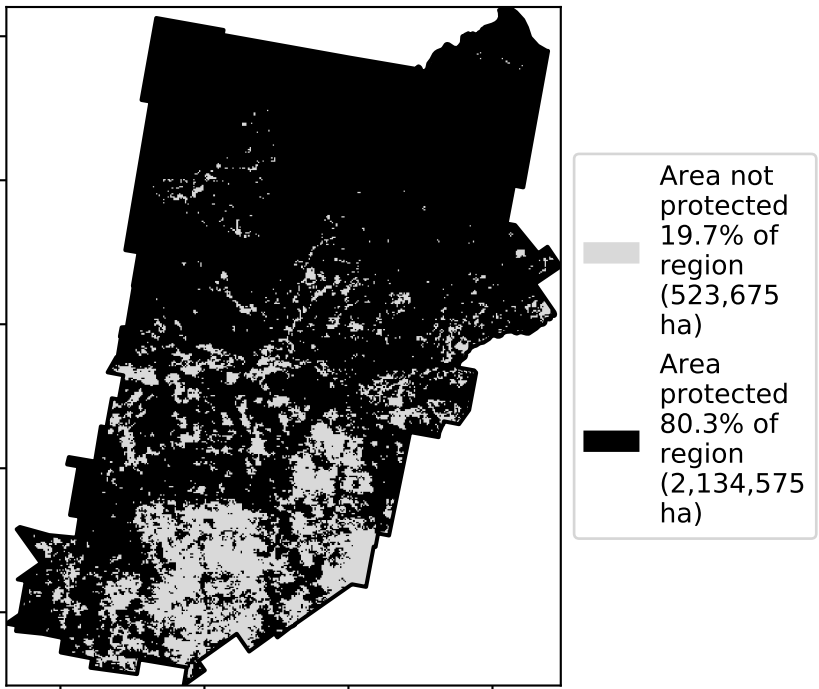 Area not
protected
19.7% of
region
(523,675
ha)
Area
protected
80.3% of
region
(2,134,575
ha)